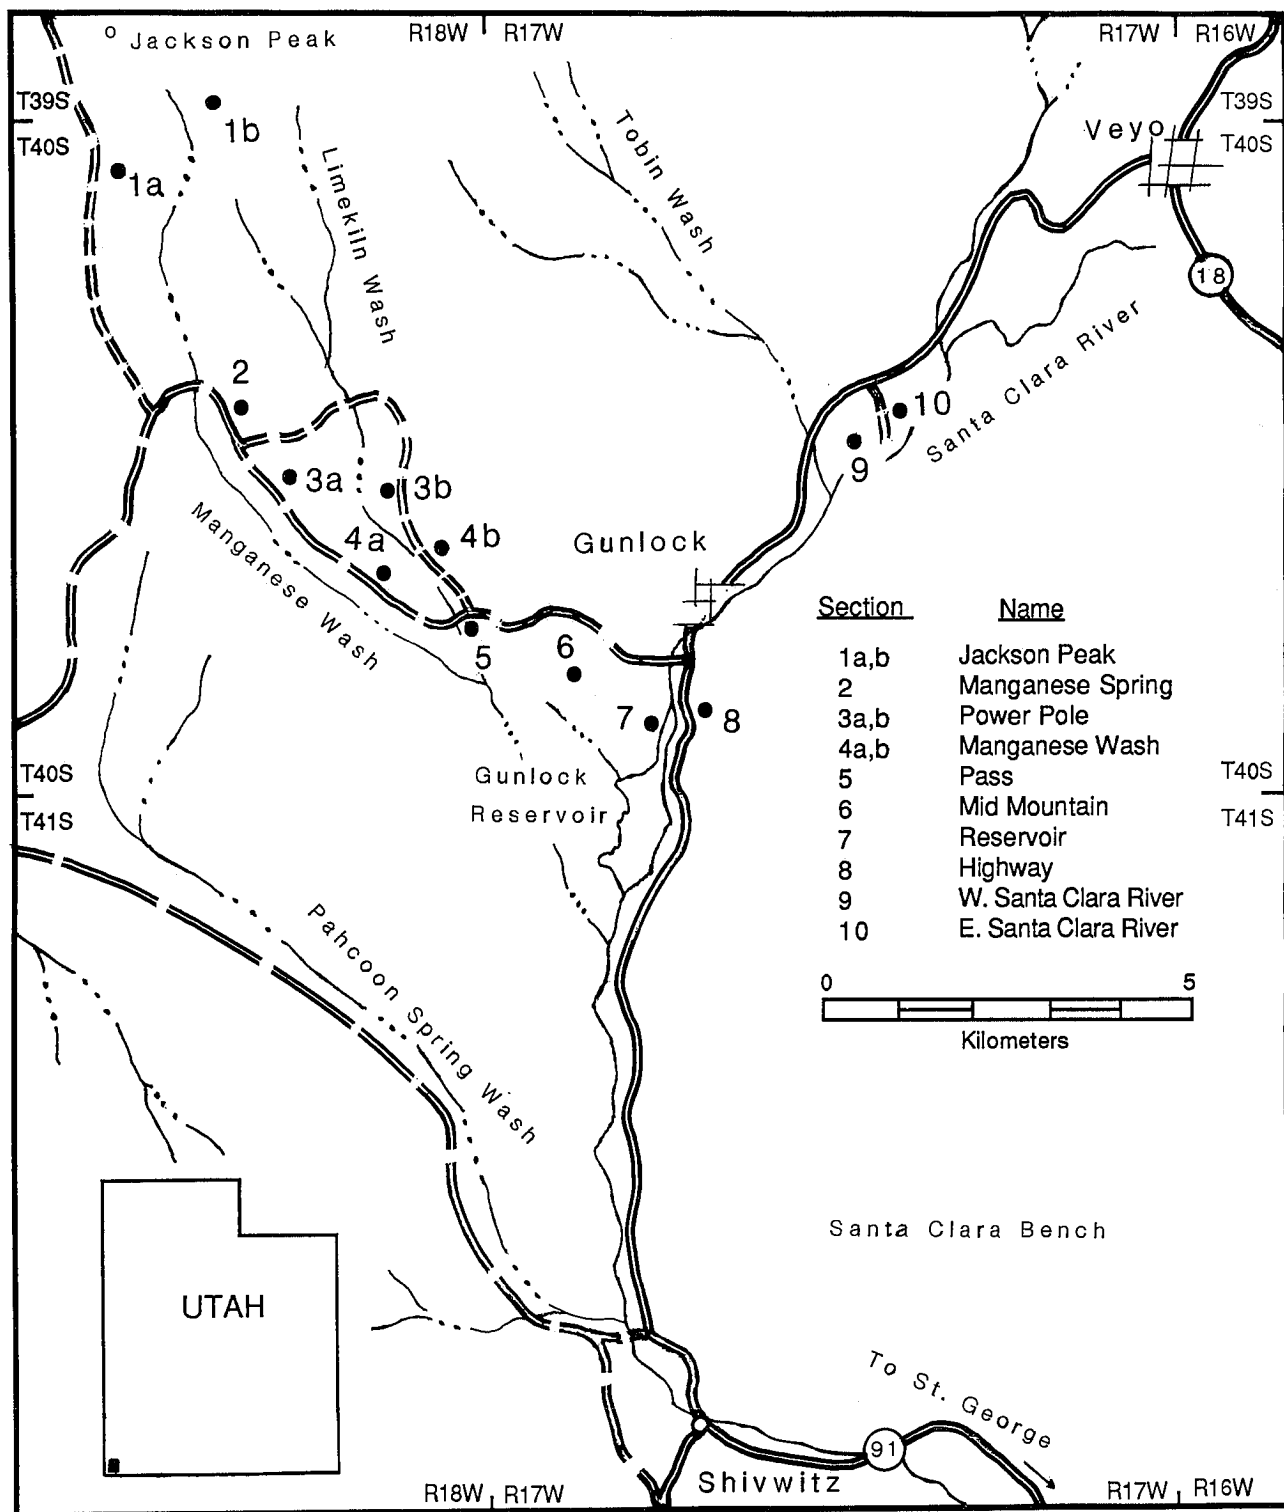 Jackson Peak
R18W R17W
R17W R16W
T39S
T40S
T39S
T40S
1b
1a
Limekiln Wash
Tobin Wash
Veyo
18
Santa Clara River
2
10
9
3a
3b
4a
4b
Manganese Wash
Gunlock
5
6
7
8
Section Name
1a,b Jackson Peak
2 Manganese Spring
3a,b Power Pole
4a,b Manganese Wash
5 Pass
6 Mid Mountain
7 Reservoir
8 Highway
9 W. Santa Clara River
10 E. Santa Clara River
T40S
T41S
T40S
T41S
Gunlock
Reservoir
0 5
Kilometers
Pahcoon Spring Wash
Santa Clara Bench
UTAH
To St. George
91
Shivwitz
R18W R17W
R17W R16W